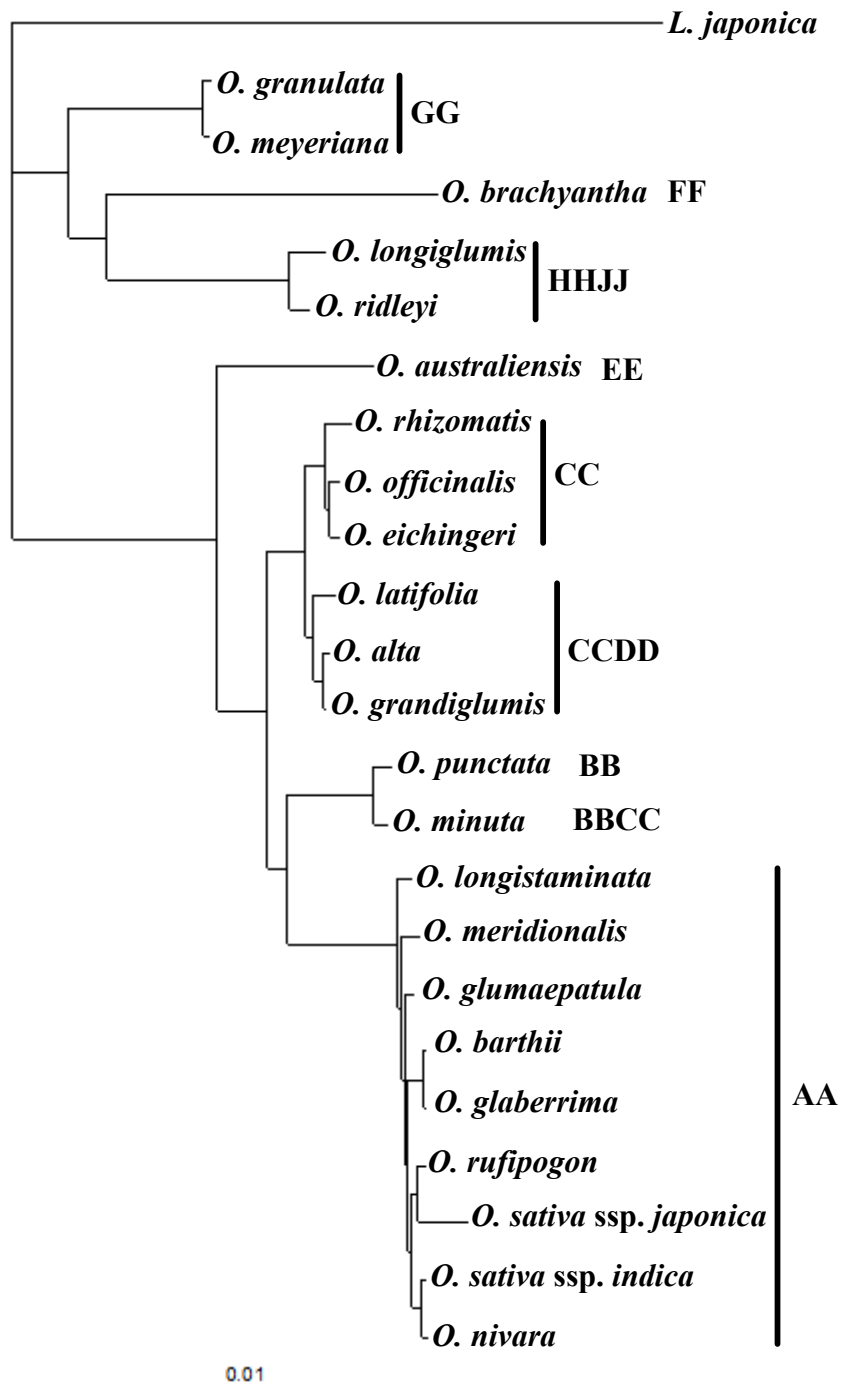 L. japonica
O. granulata
GG
O. meyeriana
O. brachyantha FF
O. longiglumis
HHJJ
O. ridleyi
O. australiensis EE
O. rhizomatis
CC
O. officinalis
O. eichingeri
O. latifolia
O. alta
CCDD
O. grandiglumis
O. punctata BB
O. minuta BBCC
O. longistaminata
O. meridionalis
O. glumaepatula
O. barthii
AA
O. glaberrima
O. rufipogon
O. sativa ssp. japonica
O. sativa ssp. indica
O. nivara
0.01